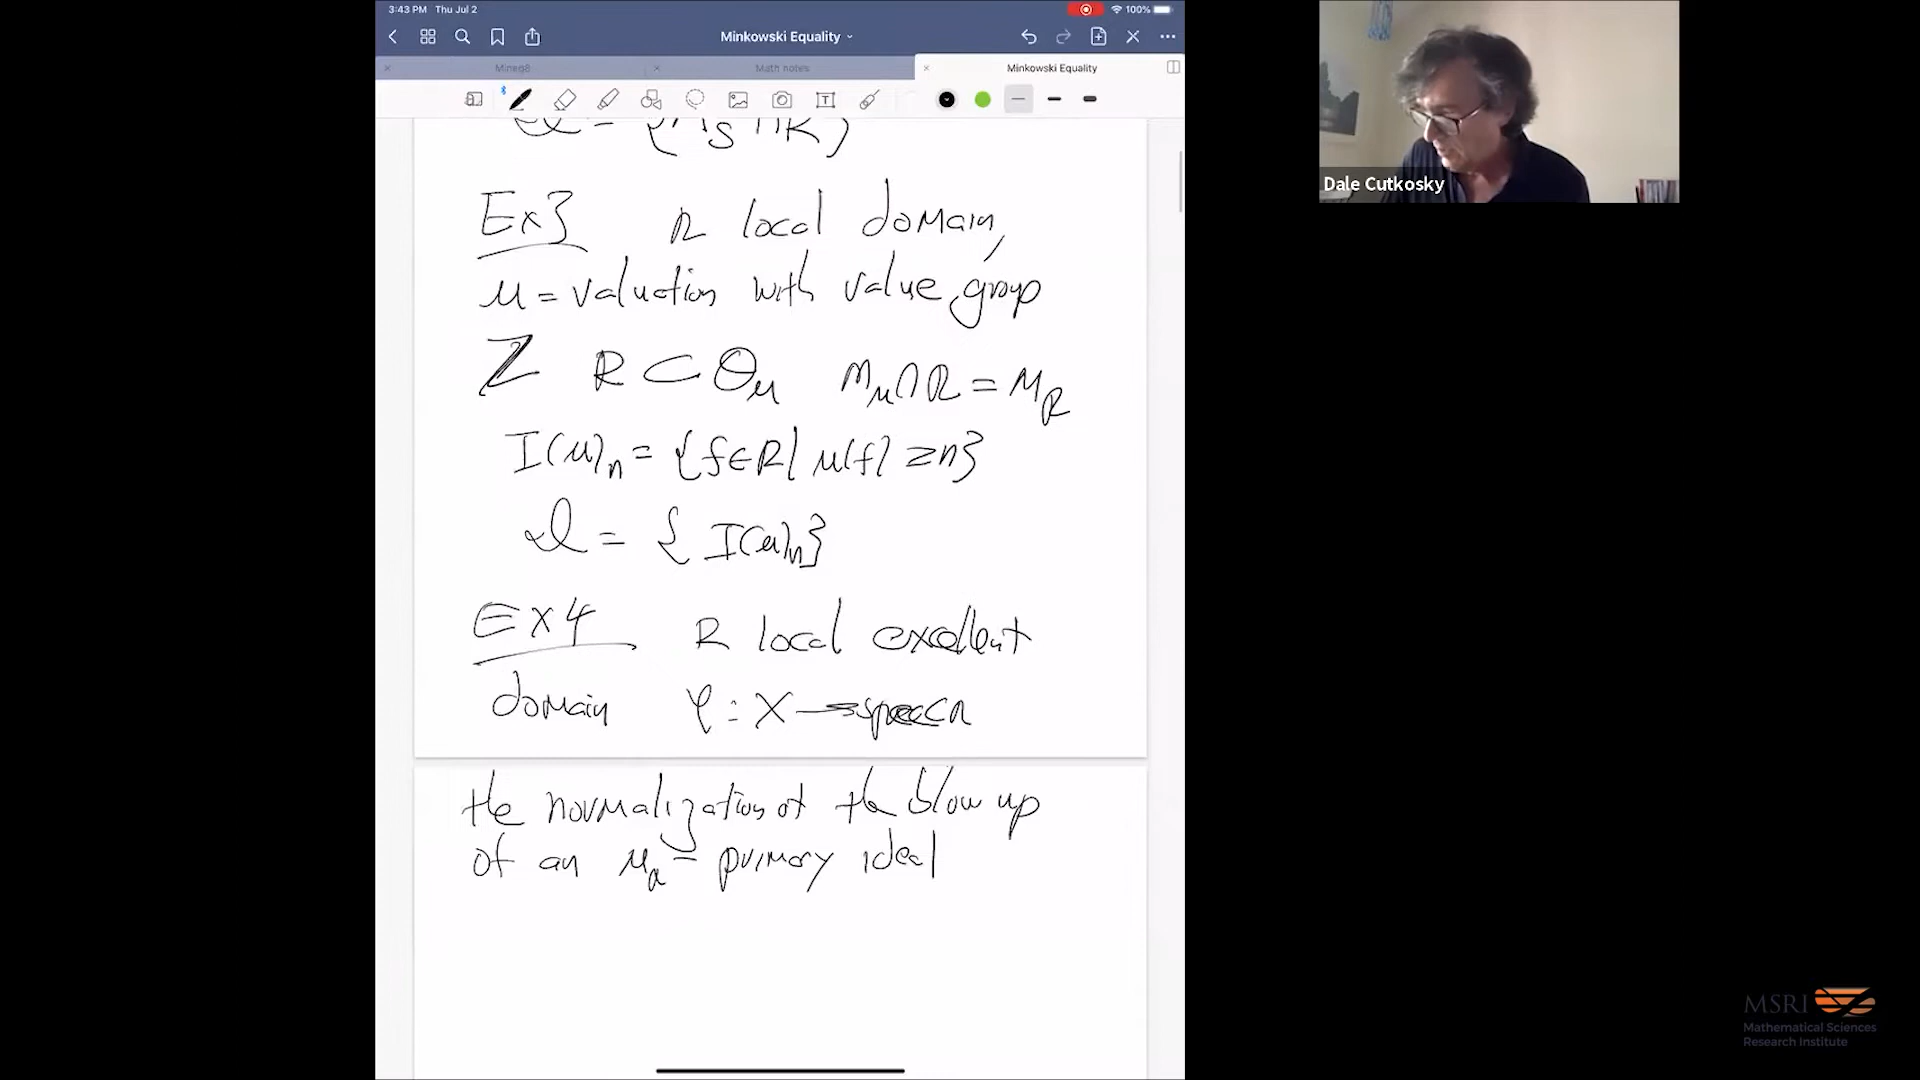 3:43 PM Thu Jul 2
100%
Minkowski Equality
Mineq8
Math notes
Minkowski Equality
Ex3 R local domain,
μ = valuation with value group
ℤ R ⊂ O_μ m_μ ∩ R = m_R
I(μ)_n = {f ∈ R | μ(f) ≥ n}
ℐ = { I(μ)_n }
Ex4 R local excellent
domain φ : X → spec R
the normalization of the blow up
of an m_R - primary ideal
Dale Cutkosky
MSRI
Mathematical Sciences
Research Institute